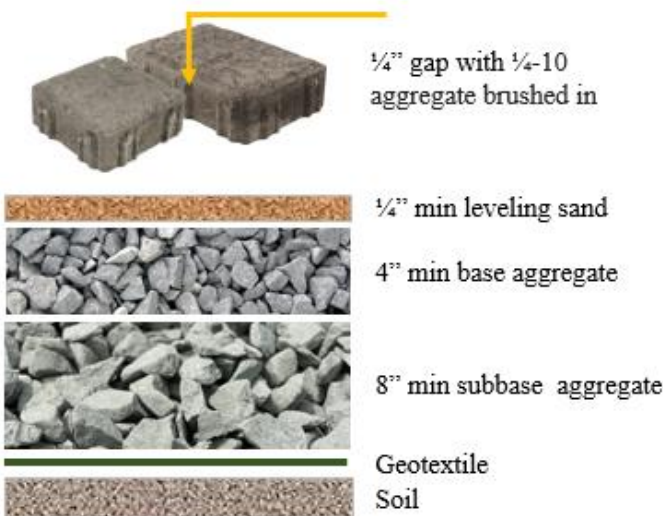 ¼” gap with ¼-10
aggregate brushed in
¼” min leveling sand
4” min base aggregate
8” min subbase aggregate
Geotextile
Soil